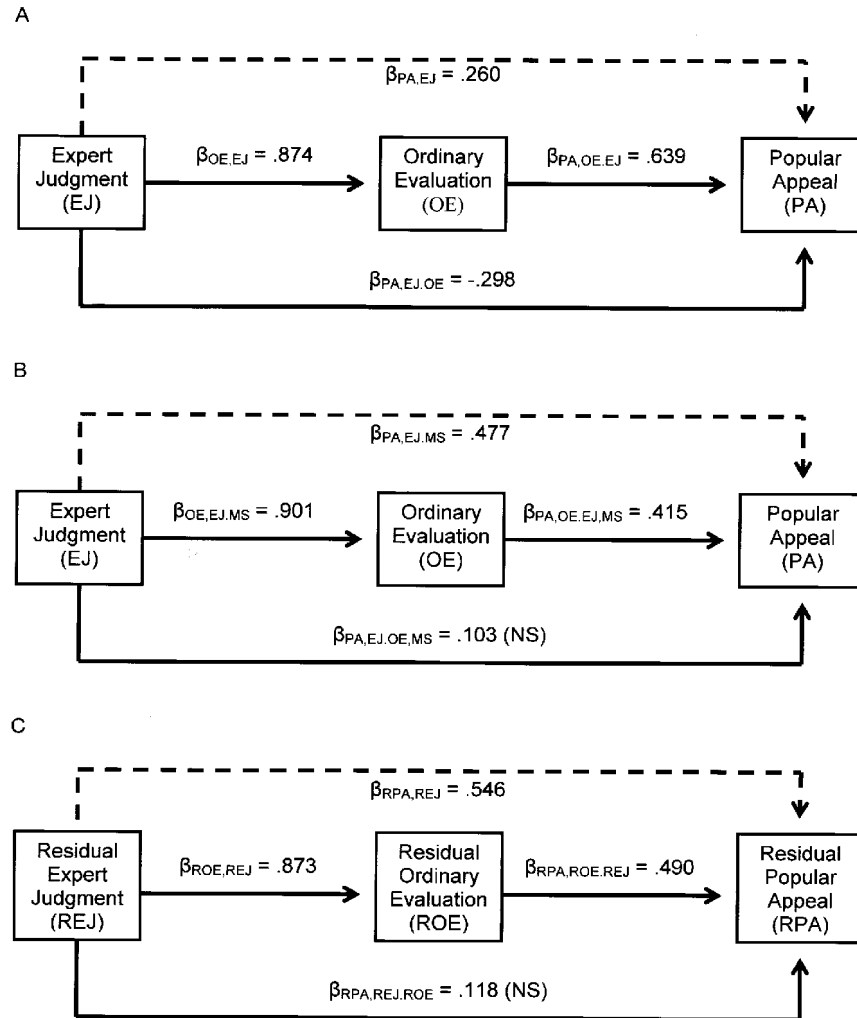 A
βPA,EJ = .260
Expert
Judgment
(EJ)
βOE,EJ = .874
Ordinary
Evaluation
(OE)
βPA,OE.EJ = .639
Popular
Appeal
(PA)
βPA,EJ.OE = -.298
B
βPA,EJ.MS = .477
Expert
Judgment
(EJ)
βOE,EJ.MS = .901
Ordinary
Evaluation
(OE)
βPA,OE.EJ,MS = .415
Popular
Appeal
(PA)
βPA,EJ.OE,MS = .103 (NS)
C
βRPA,REJ = .546
Residual
Expert
Judgment
(REJ)
βROE,REJ = .873
Residual
Ordinary
Evaluation
(ROE)
βRPA,ROE.REJ = .490
Residual
Popular
Appeal
(RPA)
βRPA,REJ.ROE = .118 (NS)